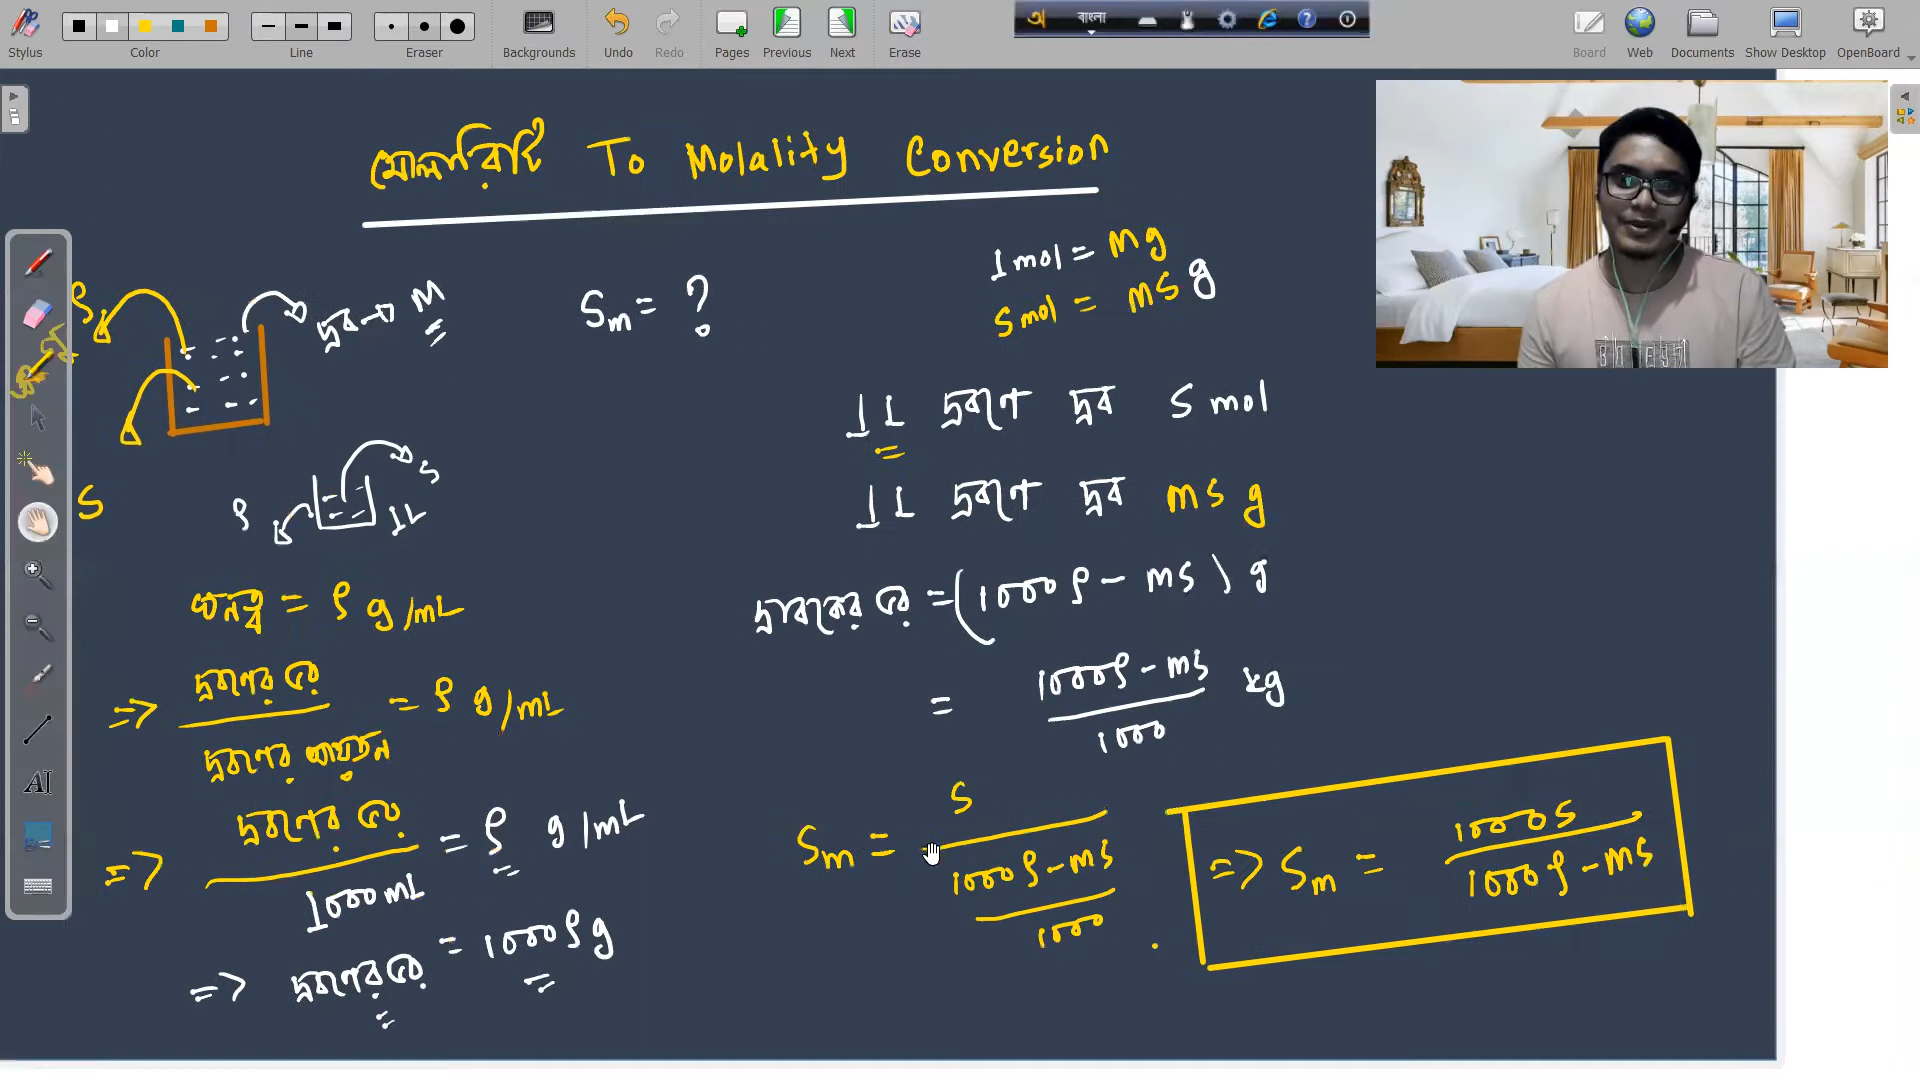 Stylus Color Line Eraser Backgrounds Undo Redo Pages Previous Next Erase বাংলা Board Web Documents Show Desktop OpenBoard
মোলারিটি To Molality Conversion
1 mol = Mg
S mol = MS g
ρ
দ্রব → M
Sm = ?
1 L দ্রবণে দ্রব S mol
S
ρ
S
1L
1 L দ্রবণে দ্রব MS g
ঘনত্ব = ρ g/mL
দ্রাবকের ভর = (1000ρ - MS) g
দ্রবণের ভর
দ্রবণের আয়তন
=> = ρ g/mL
= 1000ρ - MS
1000
kg
দ্রবণের ভর
1000 mL
=> = ρ g/mL
=> দ্রবণের ভর = 1000ρ g
Sm = S
1000ρ - MS
1000
=> Sm = 1000S
1000ρ - MS
AI